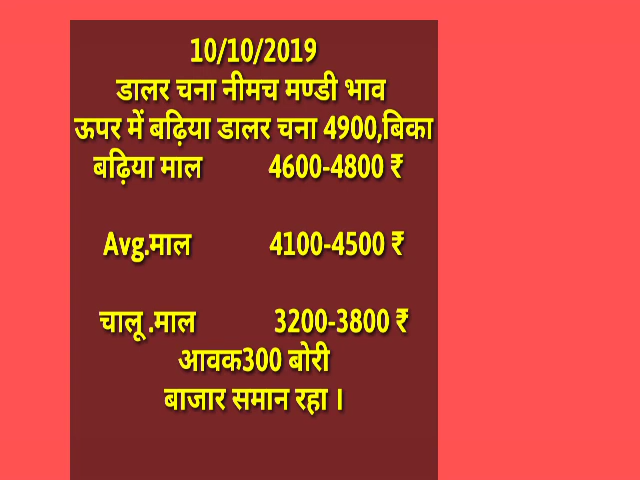 10/10/2019
डालर चना नीमच मण्डी भाव
ऊपर में बढ़िया डालर चना 4900,बिका
बढ़िया माल 4600-4800 ₹
Avg.माल 4100-4500 ₹
चालू .माल 3200-3800 ₹
आवक300 बोरी
बाजार समान रहा ।